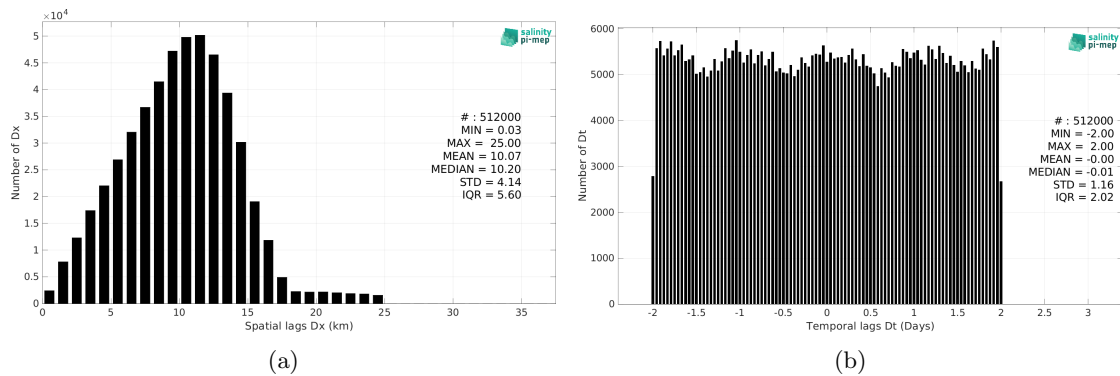 ×10⁴
5
4.5
4
3.5
3
2.5
2
1.5
1
0.5
0
Number of Dx
0 5 10 15 20 25 30 35
Spatial lags Dx (km)
salinity
pi-mep
# : 512000
MIN = 0.03
MAX = 25.00
MEAN = 10.07
MEDIAN = 10.20
STD = 4.14
IQR = 5.60
(a)
6000
5000
4000
3000
2000
1000
0
Number of Dt
-2 -1.5 -1 -0.5 0 0.5 1 1.5 2 2.5 3
Temporal lags Dt (Days)
salinity
pi-mep
# : 512000
MIN = -2.00
MAX = 2.00
MEAN = -0.00
MEDIAN = -0.01
STD = 1.16
IQR = 2.02
(b)